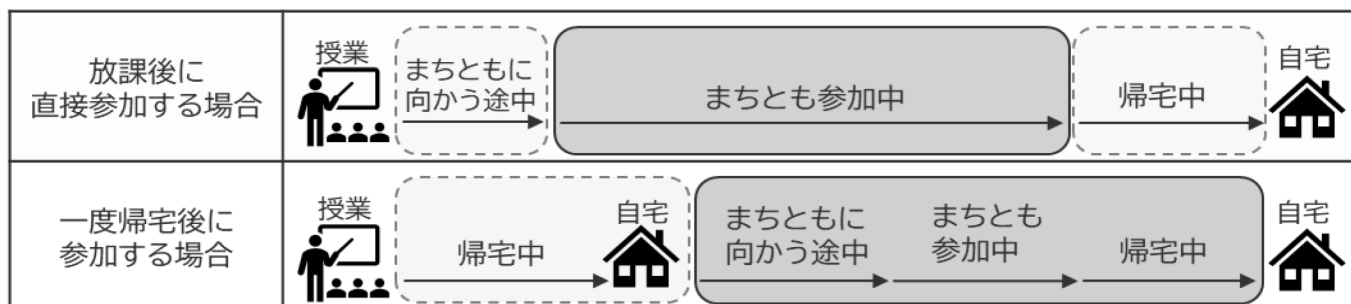 放課後に
直接参加する場合
授業
まちともに
向かう途中
まちとも参加中
帰宅中
自宅
一度帰宅後に
参加する場合
授業
帰宅中
自宅
まちともに
向かう途中
まちとも
参加中
帰宅中
自宅